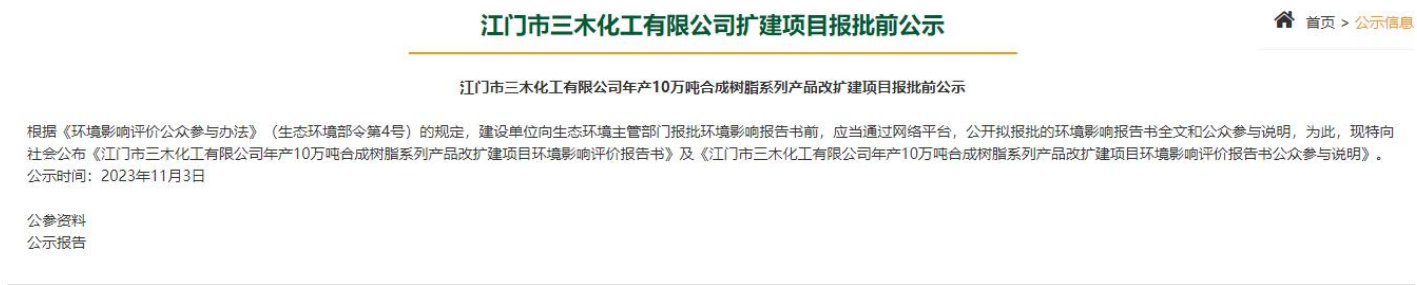 江门市三木化工有限公司扩建项目报批前公示
首页 > 公示信息
江门市三木化工有限公司年产10万吨合成树脂系列产品改扩建项目报批前公示
根据《环境影响评价公众参与办法》（生态环境部令第4号）的规定，建设单位向生态环境主管部门报批环境影响报告书前，应当通过网络平台，公开拟报批的环境影响报告书全文和公众参与说明，为此，现特向
社会公布《江门市三木化工有限公司年产10万吨合成树脂系列产品改扩建项目环境影响评价报告书》及《江门市三木化工有限公司年产10万吨合成树脂系列产品改扩建项目环境影响评价报告书公众参与说明》。
公示时间：2023年11月3日
公参资料
公示报告